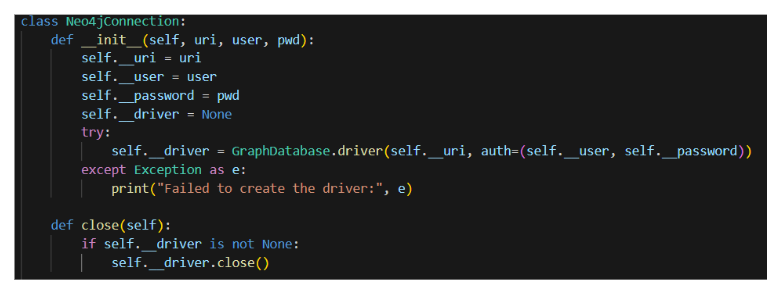 class Neo4jConnection:
    def __init__(self, uri, user, pwd):
        self.__uri = uri
        self.__user = user
        self.__password = pwd
        self.__driver = None
        try:
            self.__driver = GraphDatabase.driver(self.__uri, auth=(self.__user, self.__password))
        except Exception as e:
            print("Failed to create the driver:", e)

    def close(self):
        if self.__driver is not None:
            self.__driver.close()